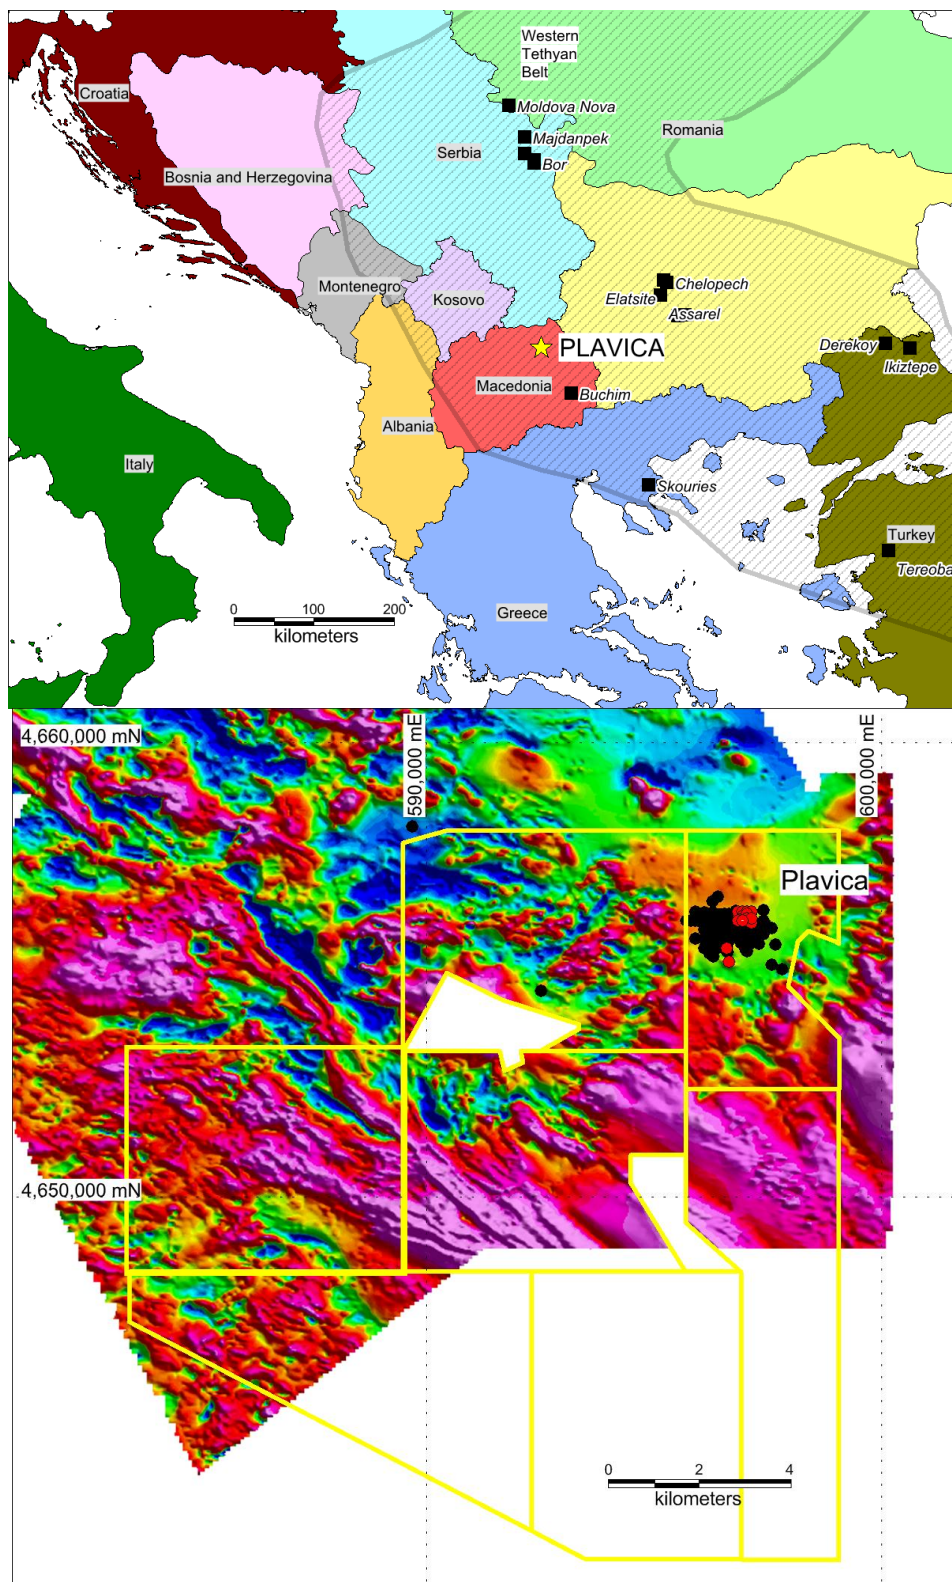 Western
Tethyan
Belt
Croatia
Moldova Nova
Romania
Majdanpek
Serbia
Bor
Bosnia and Herzegovina
Montenegro
Chelopech
Kosovo
Elatsite
Assarel
PLAVICA
Derekoy
Ikiztepe
Macedonia
Buchim
Albania
Italy
Skouries
Turkey
Tereoba
0 100 200
kilometers
Greece
4,660,000 mN
590,000 mE
600,000 mE
Plavica
4,650,000 mN
0 2 4
kilometers